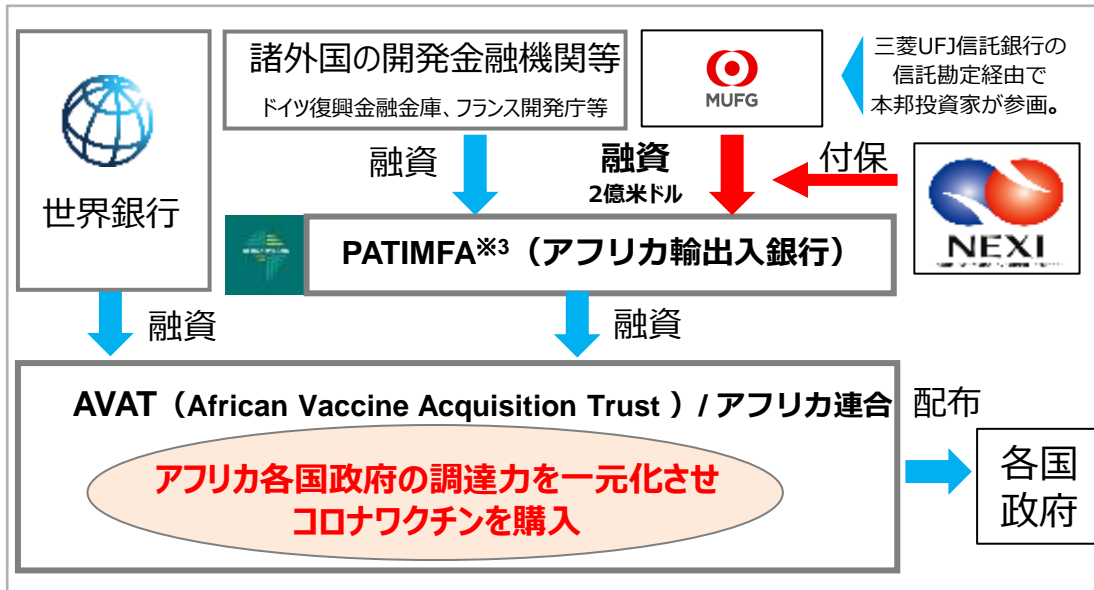 諸外国の開発金融機関等
ドイツ復興金融金庫、フランス開発庁等
MUFG
三菱UFJ信託銀行の
信託勘定経由で
本邦投資家が参画。
世界銀行
融資
融資
2億米ドル
付保
NEXI
PATIMFA※3（アフリカ輸出入銀行）
融資
融資
AVAT（African Vaccine Acquisition Trust ）/ アフリカ連合
配布
アフリカ各国政府の調達力を一元化させ
コロナワクチンを購入
各国
政府